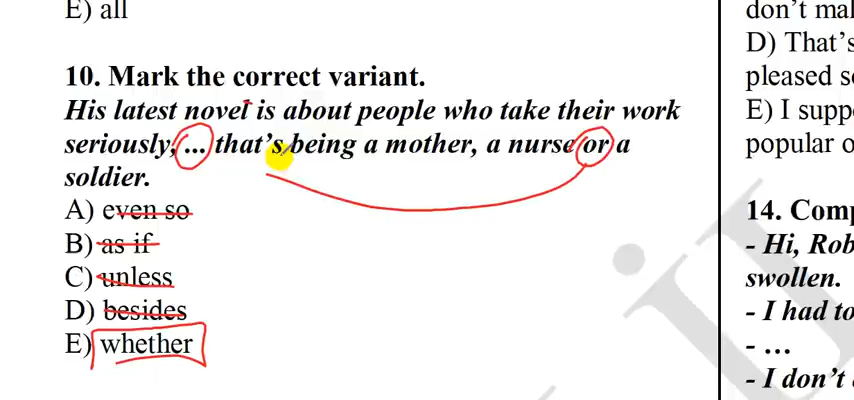 E) all
10. Mark the correct variant.
His latest novel is about people who take their work
seriously, ... that's being a mother, a nurse or a
soldier.
A) even so
B) as if
C) unless
D) besides
E) whether
don't mal
D) That's
pleased s
E) I supp
popular o
14. Comp
- Hi, Rob
swollen.
- I had to
- ...
- I don't